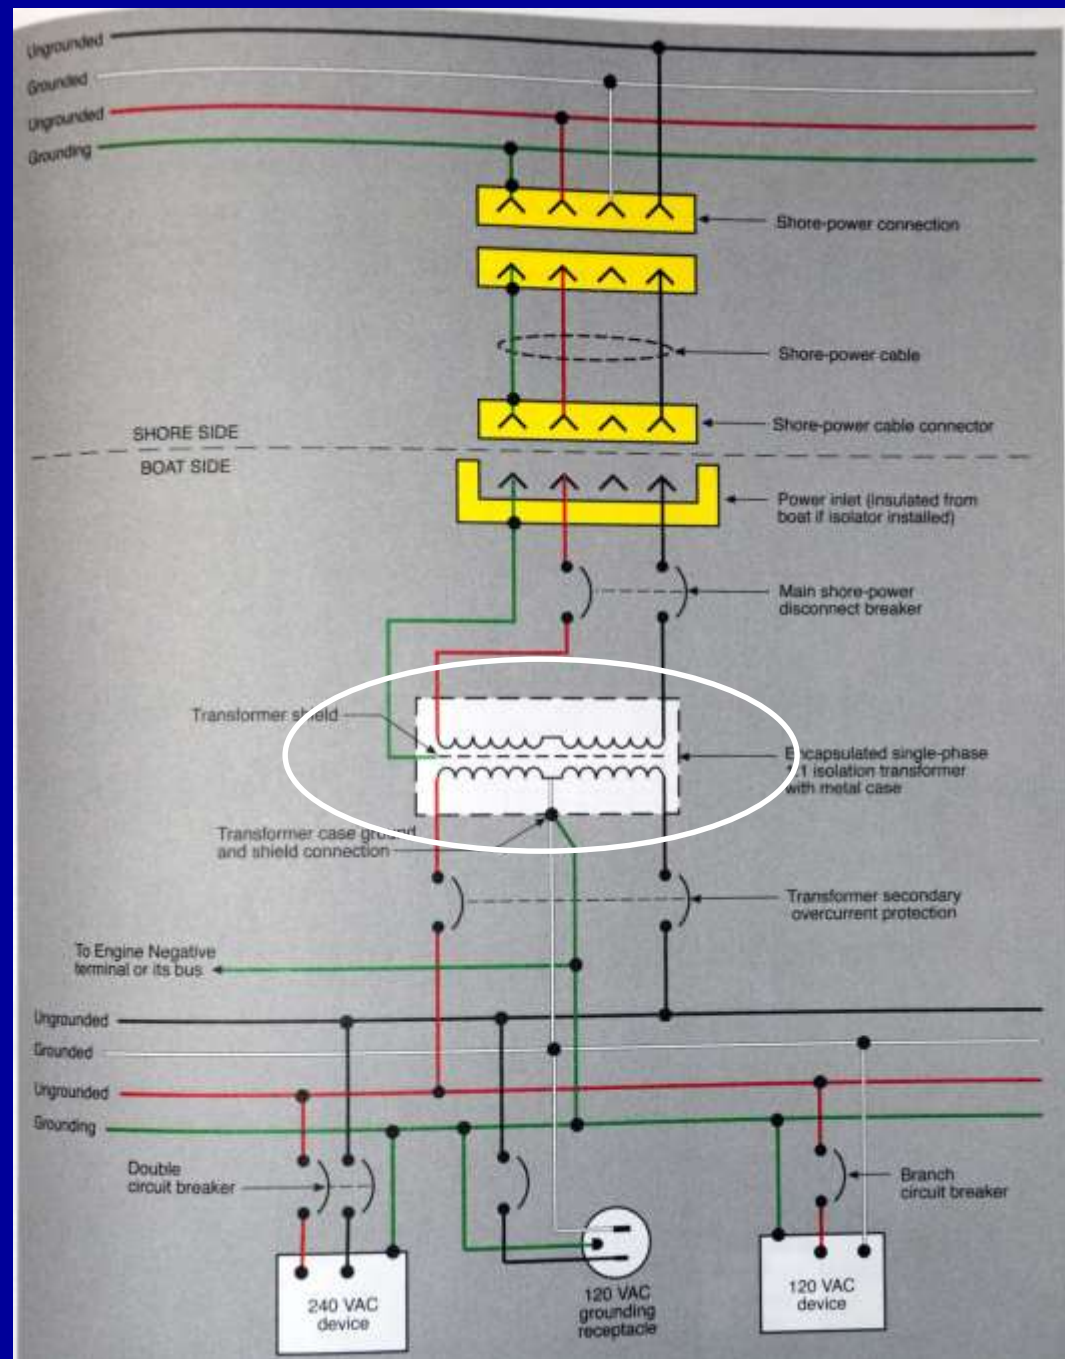 Ungrounded
Grounded
Ungrounded
Grounding
Shore-power connection
Shore-power cable
Shore-power cable connector
SHORE SIDE
BOAT SIDE
Power inlet (insulated from
boat if isolator installed)
Main shore-power
disconnect breaker
Transformer shield
Encapsulated single-phase
1:1 isolation transformer
with metal case
Transformer case ground
and shield connection
Transformer secondary
overcurrent protection
To Engine Negative
terminal or its bus
Ungrounded
Grounded
Ungrounded
Grounding
Double
circuit breaker
Branch
circuit breaker
240 VAC
device
120 VAC
grounding
receptacle
120 VAC
device